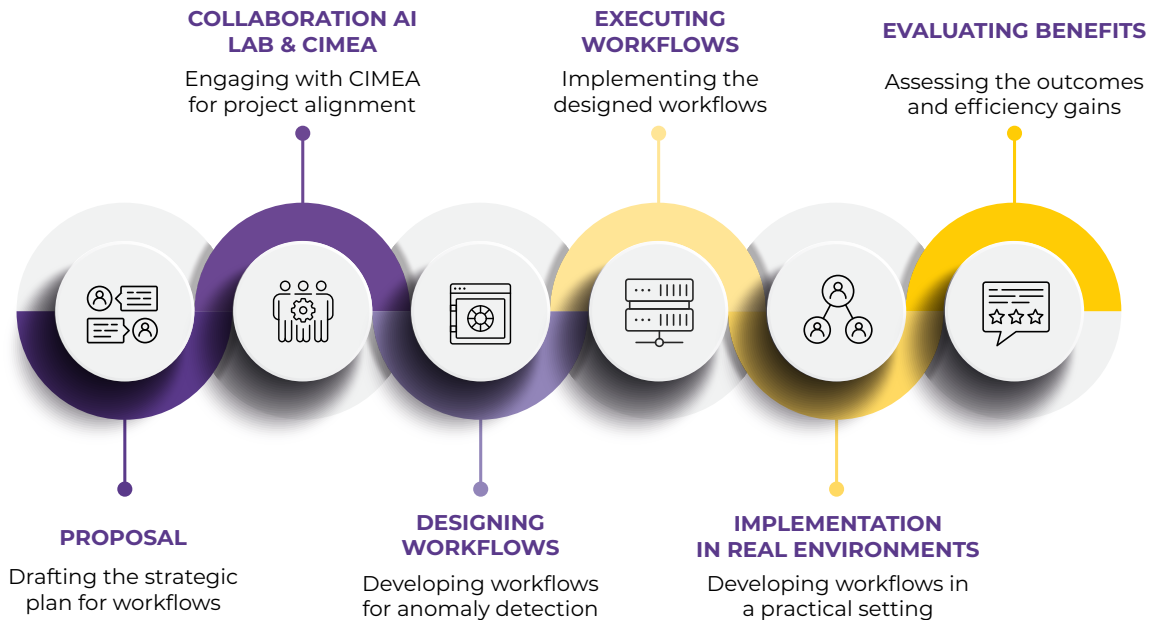 COLLABORATION AI
LAB & CIMEA
Engaging with CIMEA
for project alignment
EXECUTING
WORKFLOWS
Implementing the
designed workflows
EVALUATING BENEFITS
Assessing the outcomes
and efficiency gains
PROPOSAL
Drafting the strategic
plan for workflows
DESIGNING
WORKFLOWS
Developing workflows
for anomaly detection
IMPLEMENTATION
IN REAL ENVIRONMENTS
Developing workflows in
a practical setting